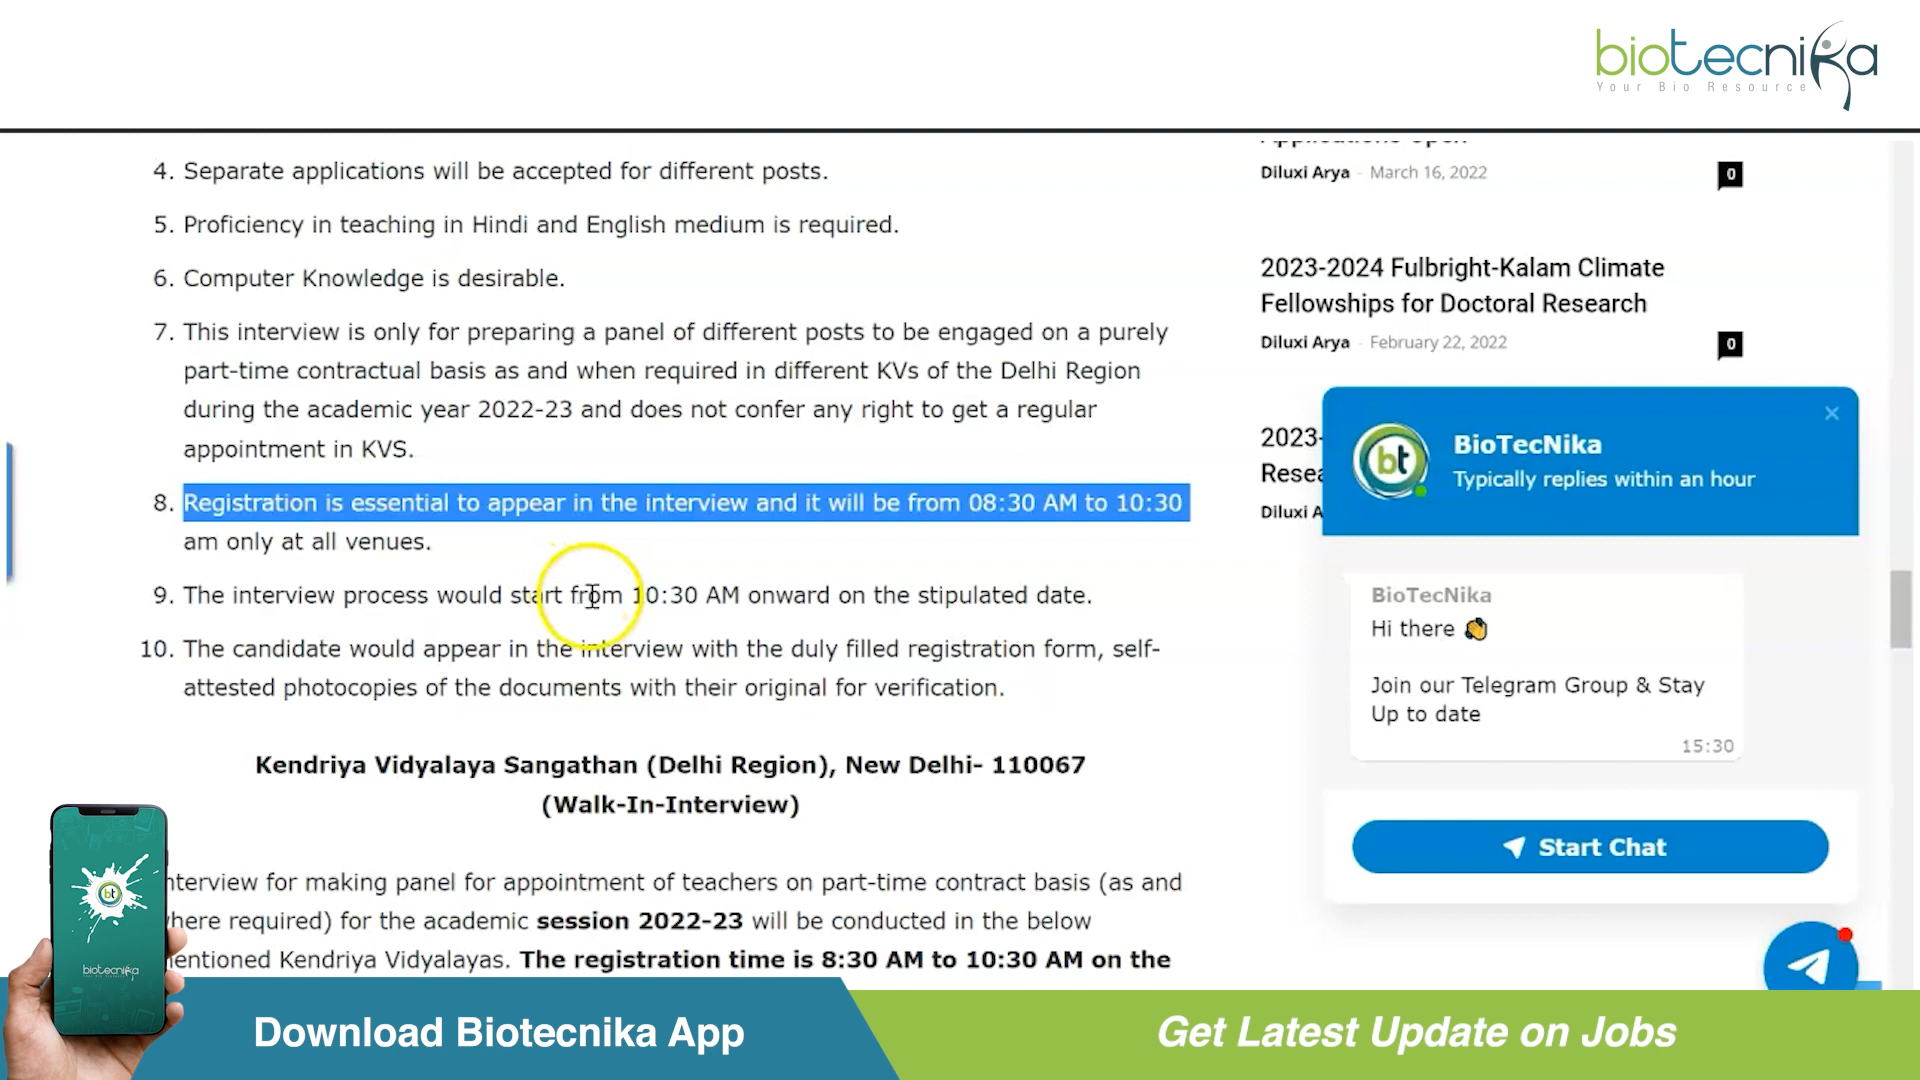 biotecnika
Your Bio Resource
4. Separate applications will be accepted for different posts.
5. Proficiency in teaching in Hindi and English medium is required.
6. Computer Knowledge is desirable.
7. This interview is only for preparing a panel of different posts to be engaged on a purely
part-time contractual basis as and when required in different KVs of the Delhi Region
during the academic year 2022-23 and does not confer any right to get a regular
appointment in KVS.
8. Registration is essential to appear in the interview and it will be from 08:30 AM to 10:30
am only at all venues.
9. The interview process would start from 10:30 AM onward on the stipulated date.
10. The candidate would appear in the interview with the duly filled registration form, self-
attested photocopies of the documents with their original for verification.
Kendriya Vidyalaya Sangathan (Delhi Region), New Delhi- 110067
(Walk-In-Interview)
nterview for making panel for appointment of teachers on part-time contract basis (as and
here required) for the academic session 2022-23 will be conducted in the below
entioned Kendriya Vidyalayas. The registration time is 8:30 AM to 10:30 AM on the
Applications Open
Diluxi Arya - March 16, 2022
0
2023-2024 Fulbright-Kalam Climate
Fellowships for Doctoral Research
Diluxi Arya - February 22, 2022
0
2023-
Resea
Diluxi A
bt
BioTecNika
Typically replies within an hour
×
BioTecNika
Hi there 👋
Join our Telegram Group & Stay
Up to date
15:30
Start Chat
bt
biotecnika
Download Biotecnika App
Get Latest Update on Jobs